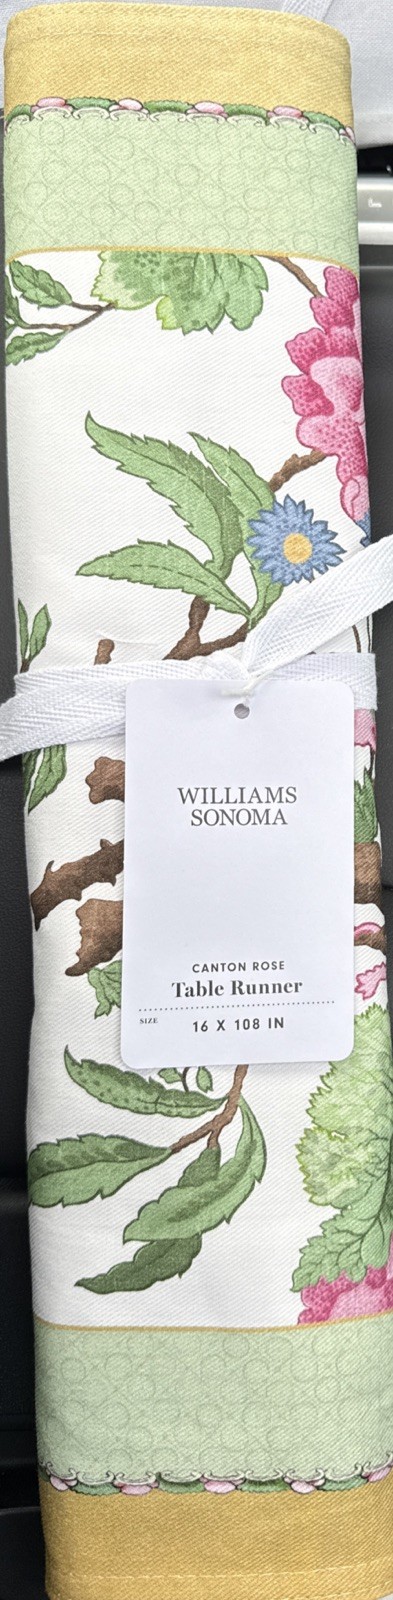 WILLIAMS
SONOMA
CANTON ROSE
Table Runner
SIZE 16 X 108 IN